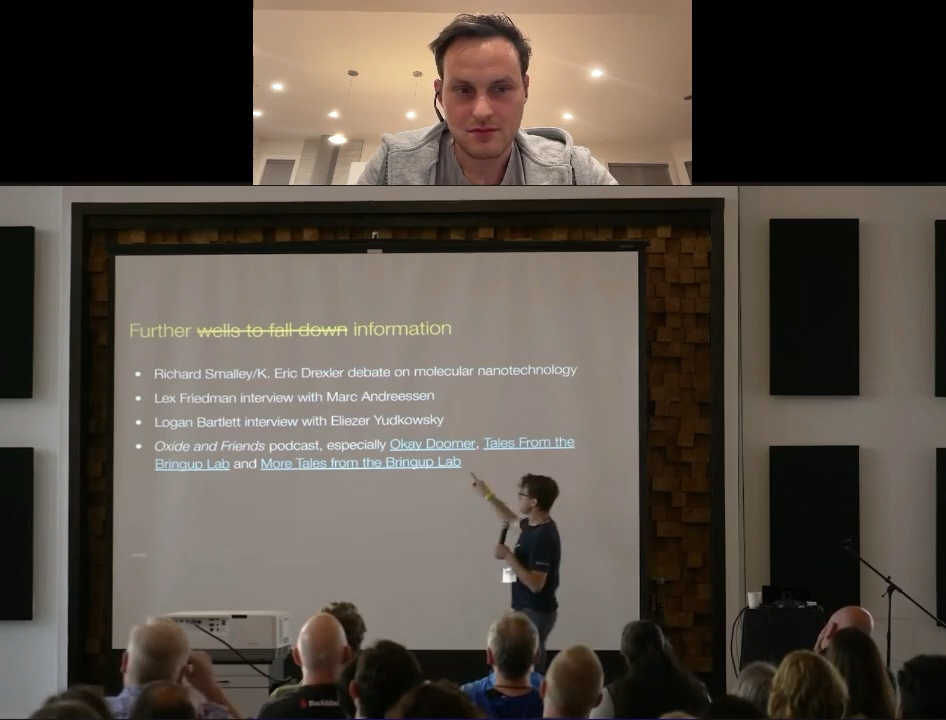 Further wells to fall down information
• Richard Smalley/K. Eric Drexler debate on molecular nanotechnology
• Lex Friedman interview with Marc Andreessen
• Logan Bartlett interview with Eliezer Yudkowsky
• Oxide and Friends podcast, especially Okay Doomer, Tales From the
Bringup Lab and More Tales from the Bringup Lab